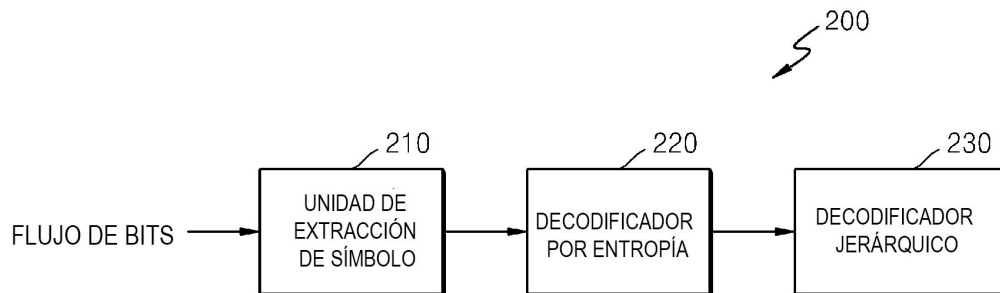 200
210
220
230
FLUJO DE BITS
UNIDAD DE
EXTRACCIÓN
DE SÍMBOLO
DECODIFICADOR
POR ENTROPÍA
DECODIFICADOR
JERÁRQUICO